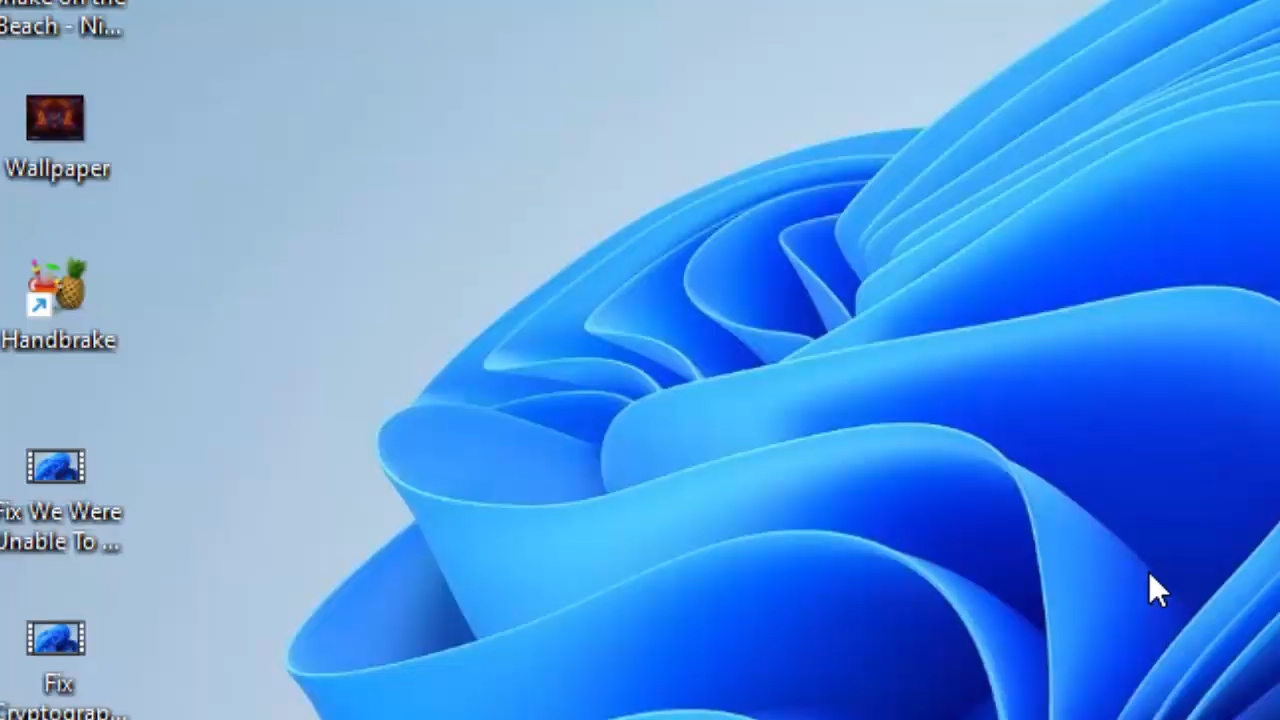 Beach - Ni...
Wallpaper
Handbrake
Fix We Were
Unable To ...
Fix
Cryptograp...